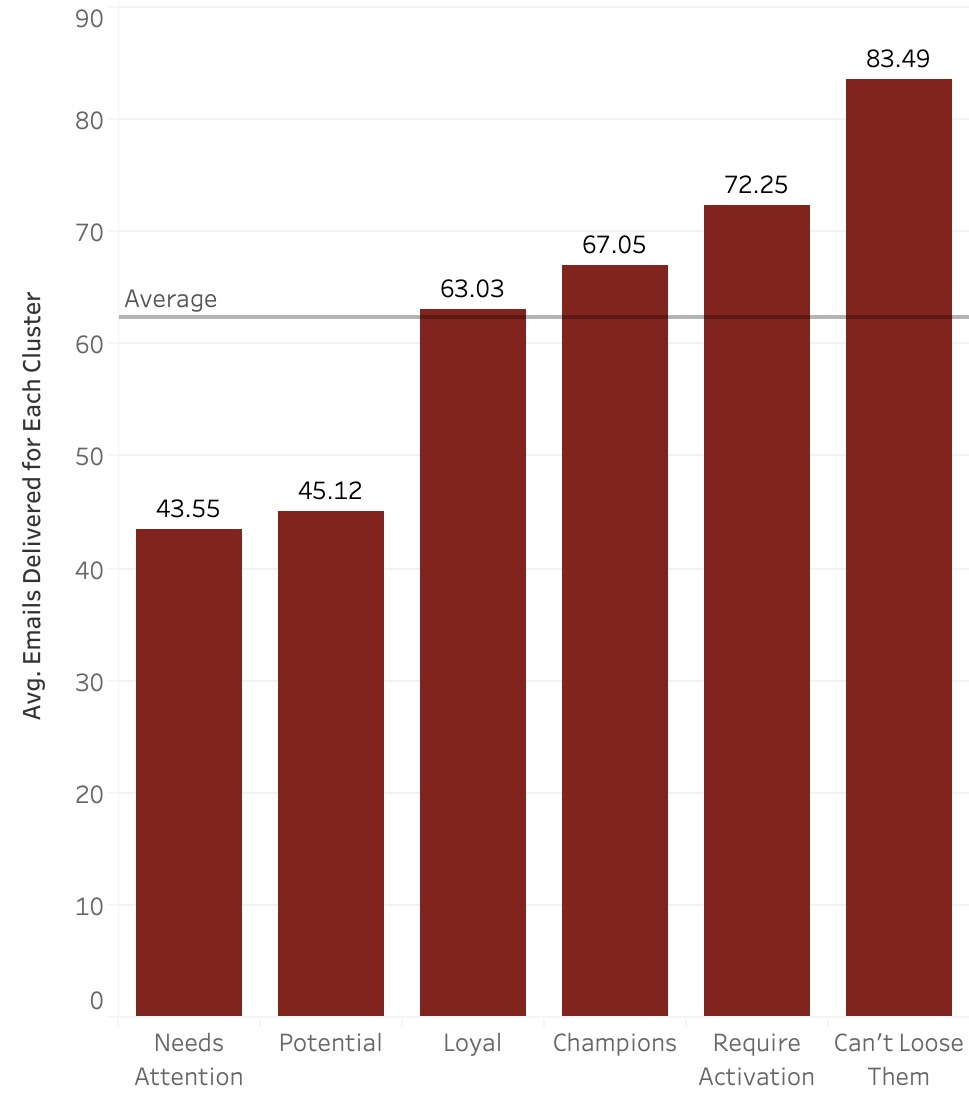 Avg. Emails Delivered for Each Cluster
90
80
70
60
50
40
30
20
10
0
Average
43.55
45.12
63.03
67.05
72.25
83.49
Needs
Attention
Potential
Loyal
Champions
Require
Activation
Can't Loose
Them